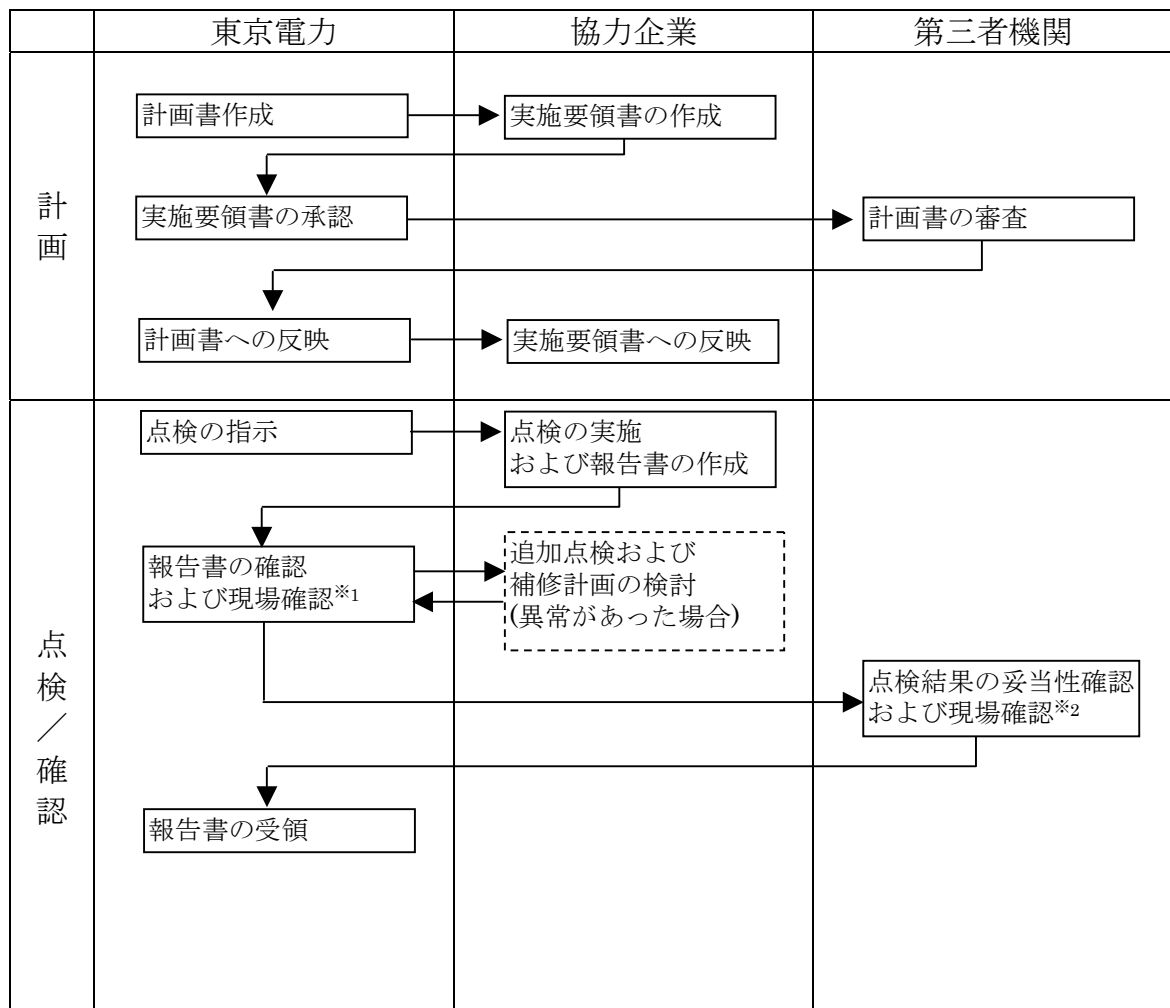 東京電力
協力企業
第三者機関
計画
計画書作成
実施要領書の作成
実施要領書の承認
計画書の審査
計画書への反映
実施要領書への反映
点検／確認
点検の指示
点検の実施
および報告書の作成
報告書の確認
および現場確認※1
追加点検および
補修計画の検討
(異常があった場合)
点検結果の妥当性確認
および現場確認※2
報告書の受領